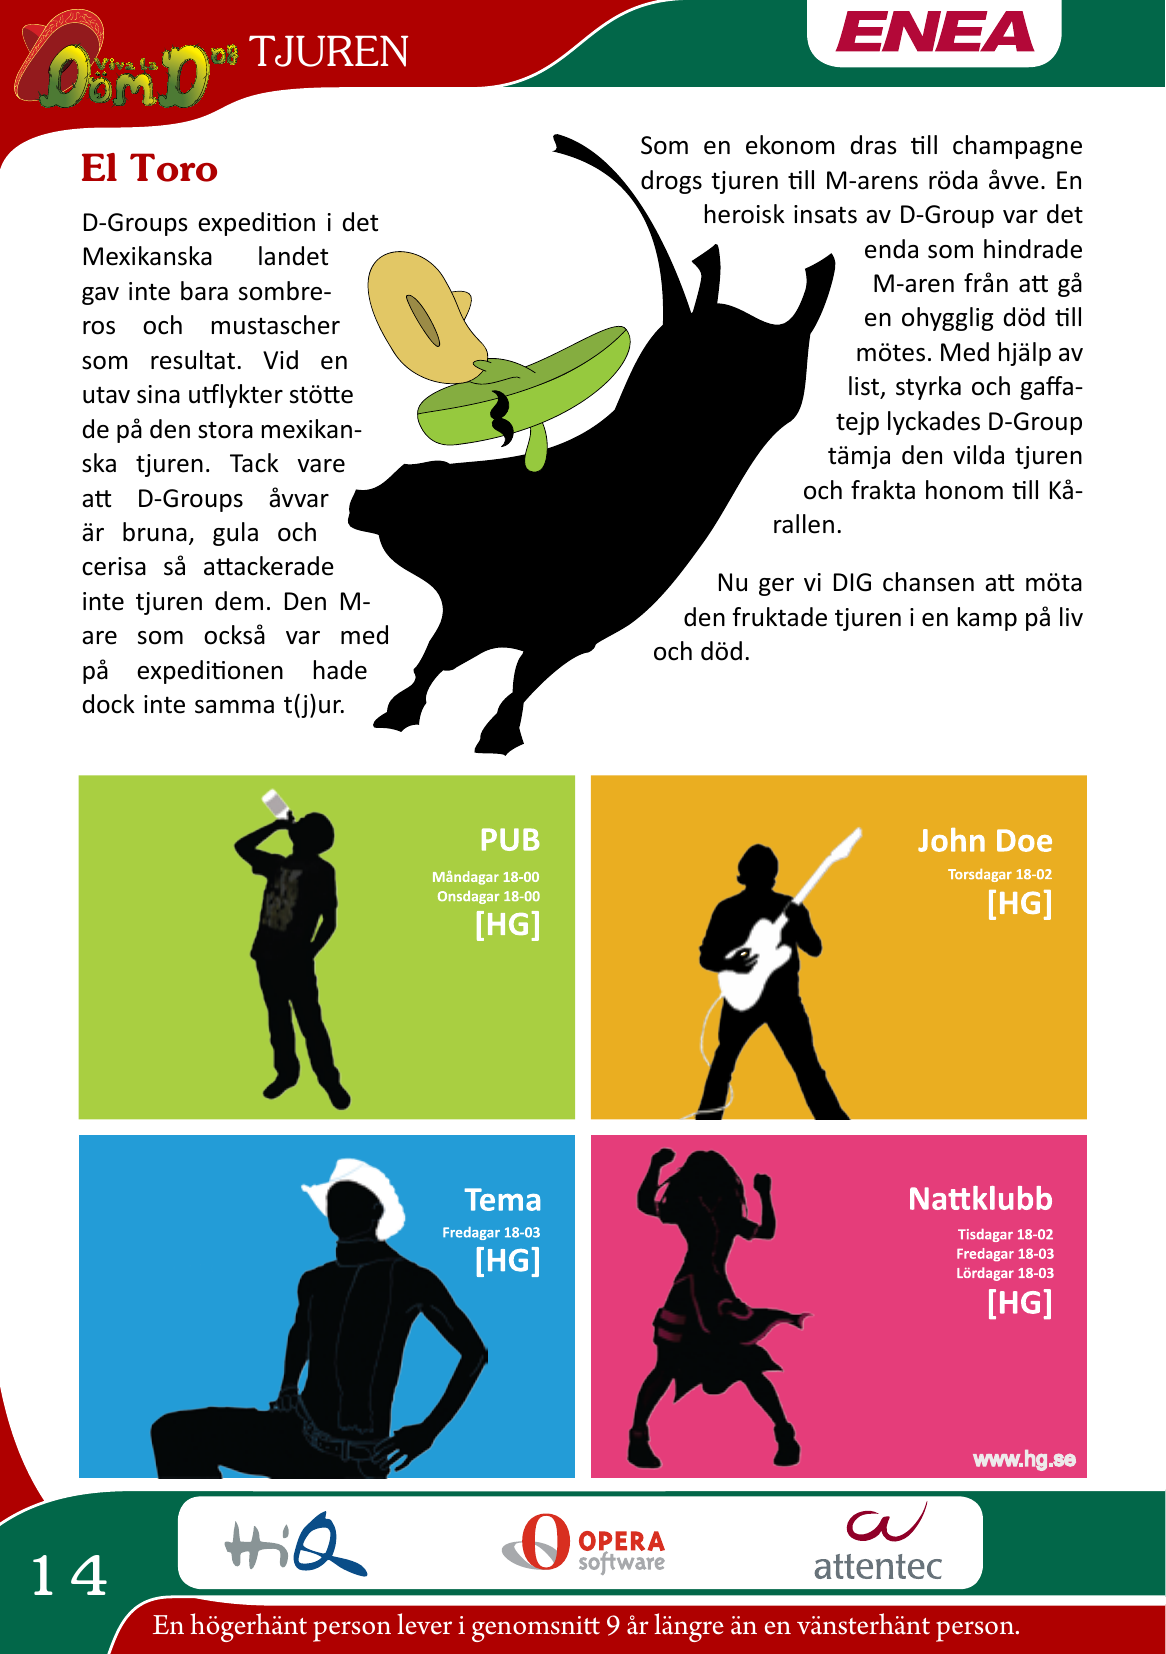 Viva La
DömD 08
TJUREN
ENEA
El Toro
D-Groups expedition i det
Mexikanska landet
gav inte bara sombre-
ros och mustascher
som resultat. Vid en
utav sina utflykter stötte
de på den stora mexikan-
ska tjuren. Tack vare
att D-Groups åvvar
är bruna, gula och
cerisa så attackerade
inte tjuren dem. Den M-
are som också var med
på expeditionen hade
dock inte samma t(j)ur.
Som en ekonom dras till champagne
drogs tjuren till M-arens röda åvve. En
heroisk insats av D-Group var det
enda som hindrade
M-aren från att gå
en ohygglig död till
mötes. Med hjälp av
list, styrka och gaffa-
tejp lyckades D-Group
tämja den vilda tjuren
och frakta honom till Kå-
rallen.
Nu ger vi DIG chansen att möta
den fruktade tjuren i en kamp på liv
och död.
PUB
Måndagar 18-00
Onsdagar 18-00
[HG]
John Doe
Torsdagar 18-02
[HG]
Tema
Fredagar 18-03
[HG]
Nattklubb
Tisdagar 18-02
Fredagar 18-03
Lördagar 18-03
[HG]
www.hg.se
HiQ
OPERA
software
attentec
14
En högerhänt person lever i genomsnitt 9 år längre än en vänsterhänt person.